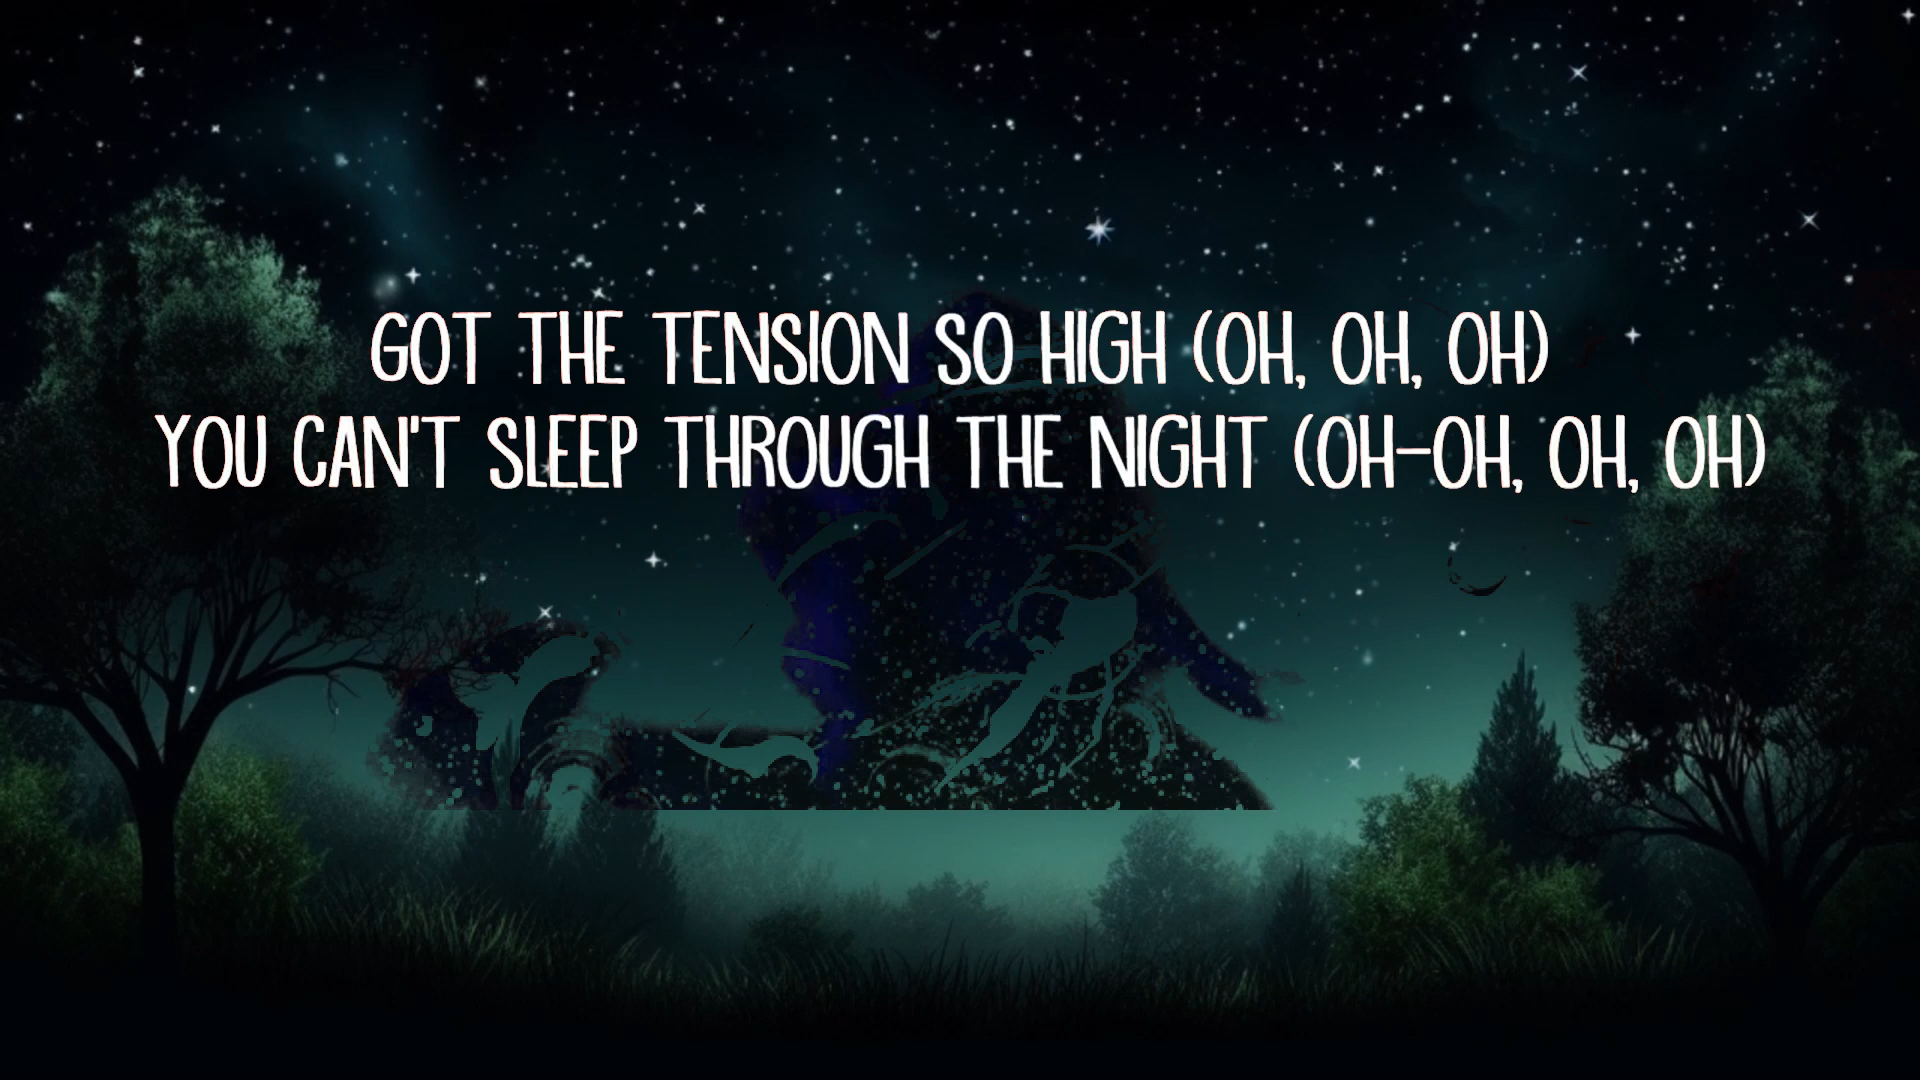 GOT THE TENSION SO HIGH (OH, OH, OH)
YOU CAN'T SLEEP THROUGH THE NIGHT (OH-OH, OH, OH)